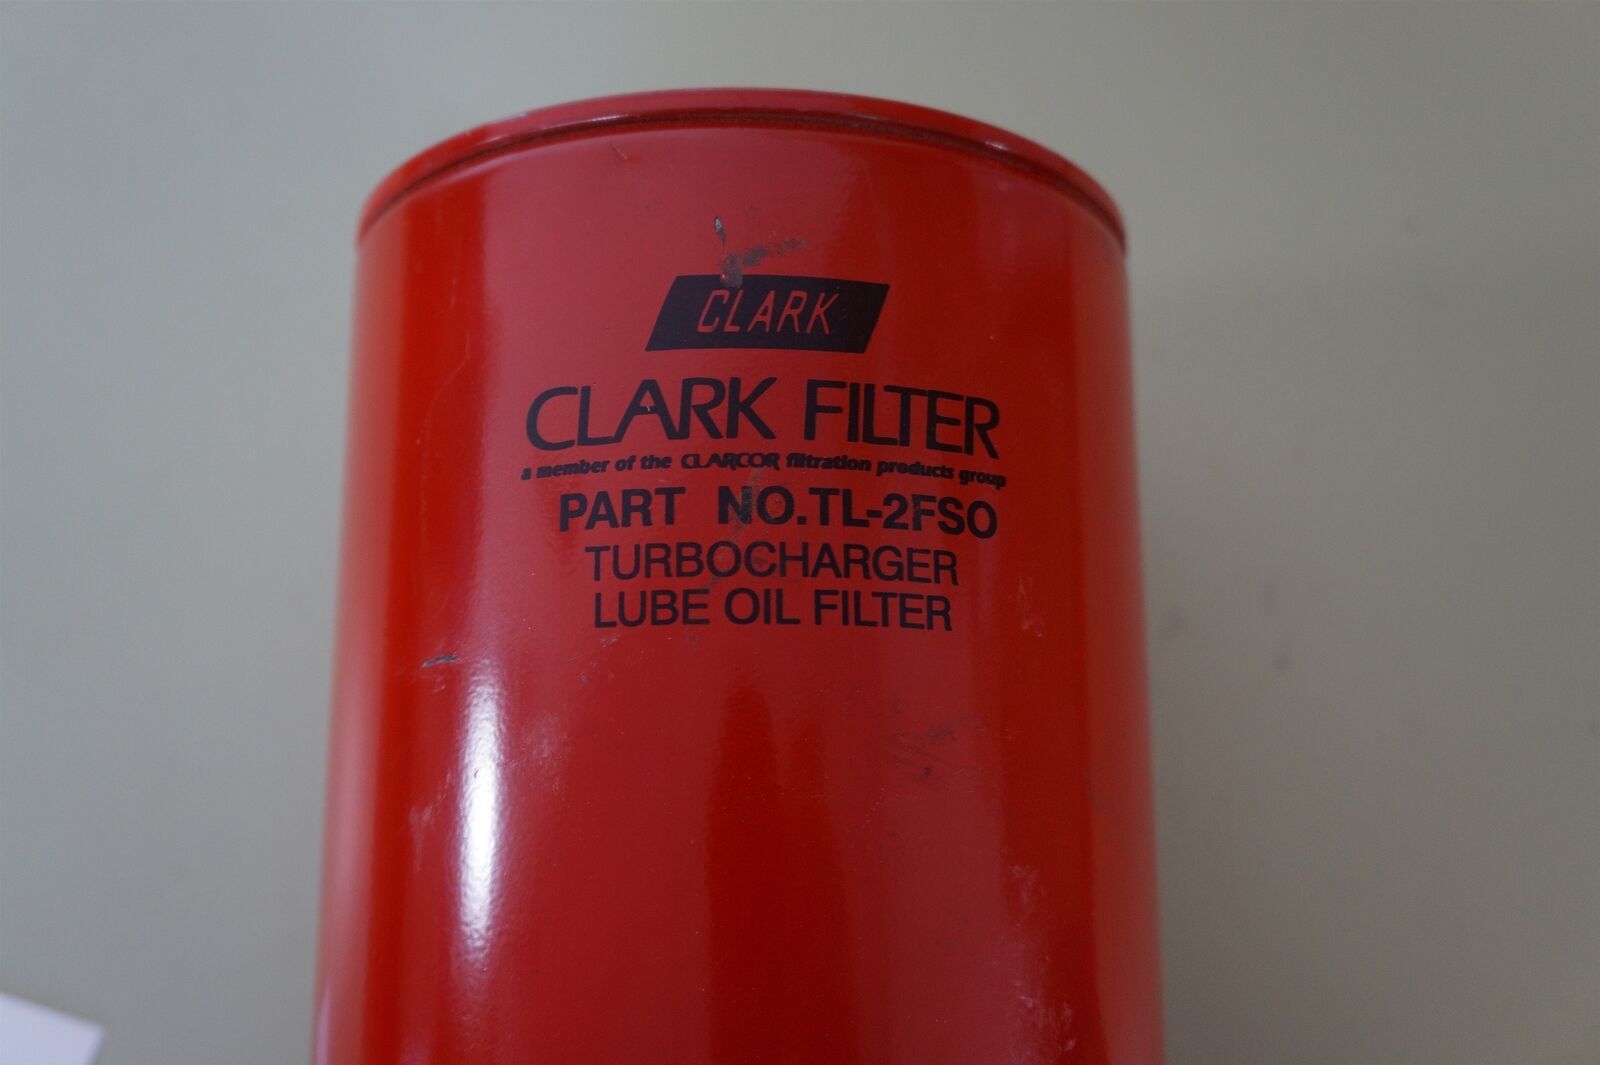 CLARK
CLARK FILTER
a member of the CLARCOR filtration products group
PART NO.TL-2FSO
TURBOCHARGER
LUBE OIL FILTER